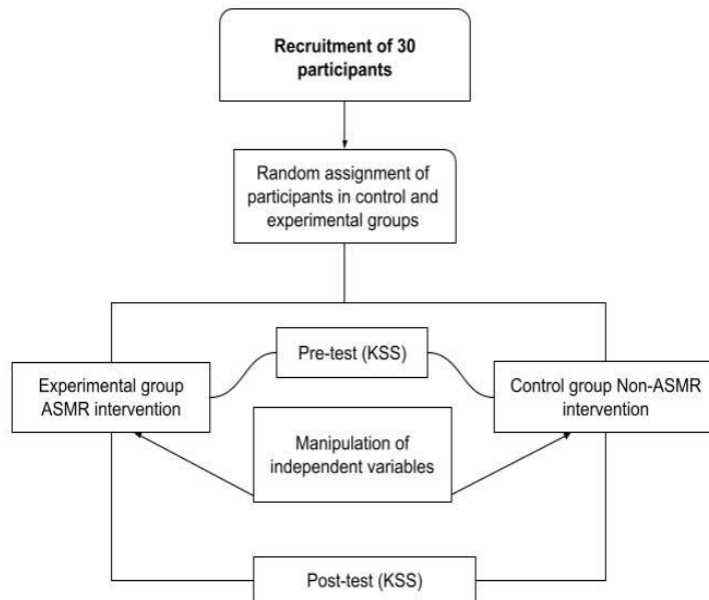 Recruitment of 30
participants
Random assignment of
participants in control and
experimental groups
Pre-test (KSS)
Experimental group
ASMR intervention
Control group Non-ASMR
intervention
Manipulation of
independent variables
Post-test (KSS)